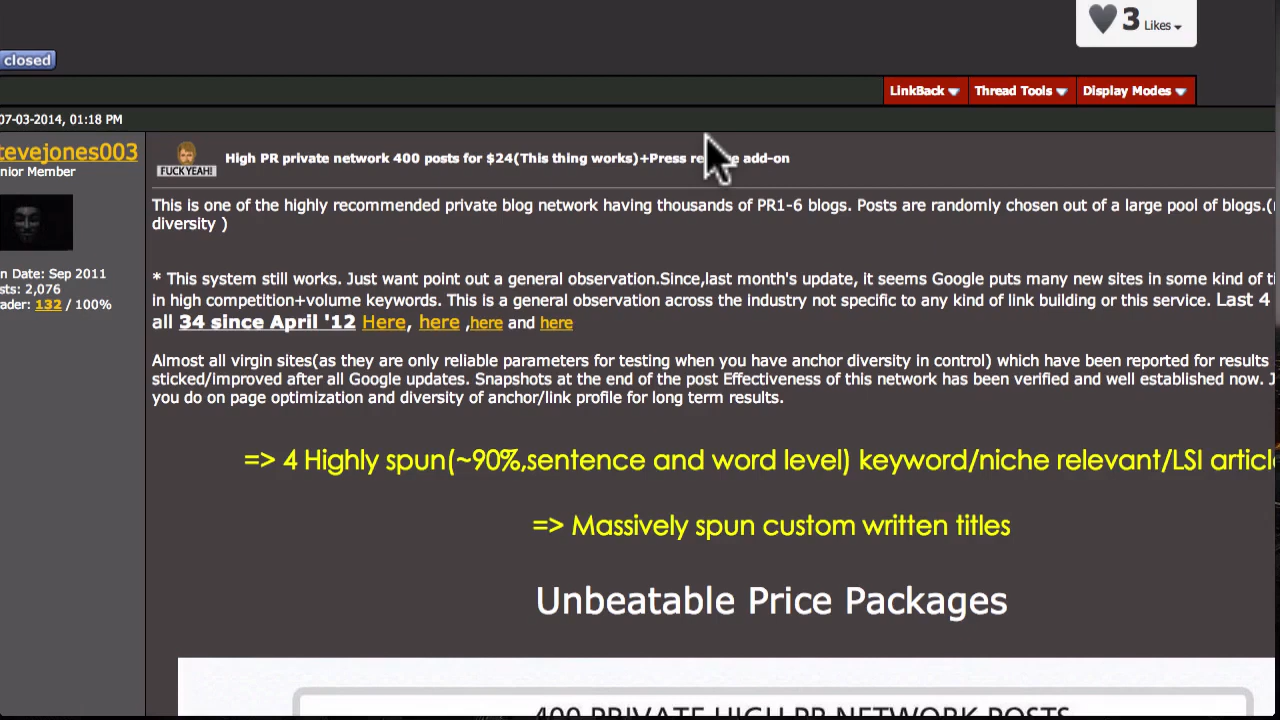 3 Likes
closed
LinkBack Thread Tools Display Modes
07-03-2014, 01:18 PM
tevejones003
nior Member
n Date: Sep 2011
sts: 2,076
ader: 132 / 100%
FUCK YEAH!
High PR private network 400 posts for $24(This thing works)+Press re e add-on
This is one of the highly recommended private blog network having thousands of PR1-6 blogs. Posts are randomly chosen out of a large pool of blogs.(
diversity )
* This system still works. Just want point out a general observation.Since,last month's update, it seems Google puts many new sites in some kind of t
in high competition+volume keywords. This is a general observation across the industry not specific to any kind of link building or this service. Last 4
all 34 since April '12 Here, here ,here and here
Almost all virgin sites(as they are only reliable parameters for testing when you have anchor diversity in control) which have been reported for results
sticked/improved after all Google updates. Snapshots at the end of the post Effectiveness of this network has been verified and well established now. J
you do on page optimization and diversity of anchor/link profile for long term results.
=> 4 Highly spun(~90%,sentence and word level) keyword/niche relevant/LSI article
=> Massively spun custom written titles
Unbeatable Price Packages
400 PRIVATE HIGH PR NETWORK POSTS